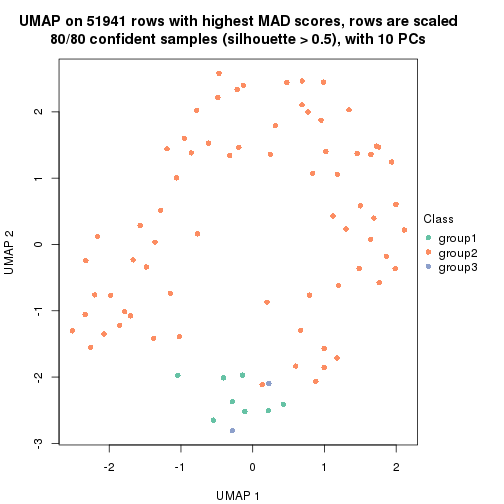 UMAP on 51941 rows with highest MAD scores, rows are scaled
80/80 confident samples (silhouette > 0.5), with 10 PCs
2
1
0
-1
-2
-3
UMAP 2
-2
-1
0
1
2
UMAP 1
Class
group1
group2
group3